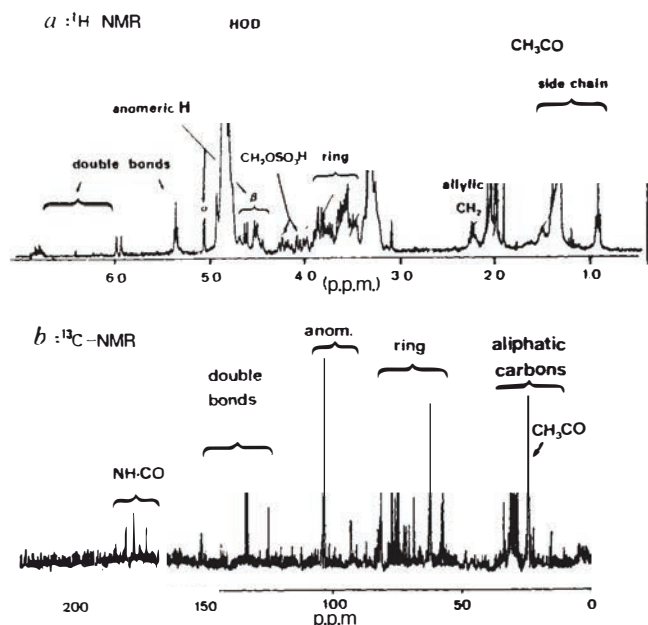 a : ¹H NMR
HOD
CH₃CO
side chain
anomeric H
double bonds
CH₂OSO₃H
ring
α
β
allylic
CH₂
60 50 40 30 20 10
(p.p.m.)
b : ¹³C-NMR
anom.
ring
aliphatic
carbons
double
bonds
CH₃CO
NH·CO
200 150 100 50 0
p.p.m